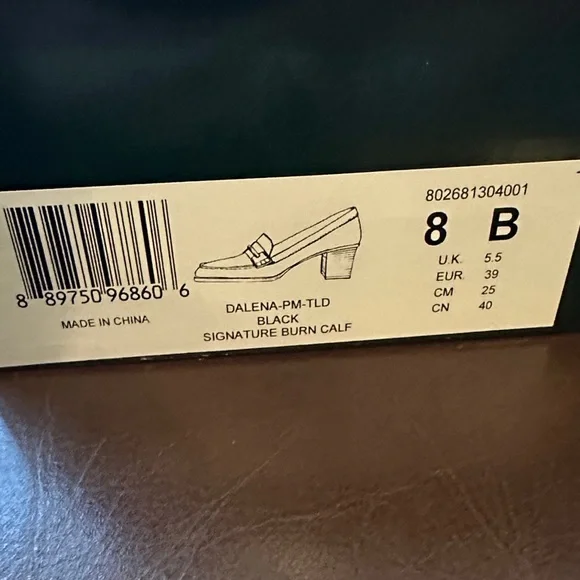 8 89750 96860 6
MADE IN CHINA
DALENA-PM-TLD
BLACK
SIGNATURE BURN CALF
802681304001
8 B
U.K. 5.5
EUR. 39
CM 25
CN 40